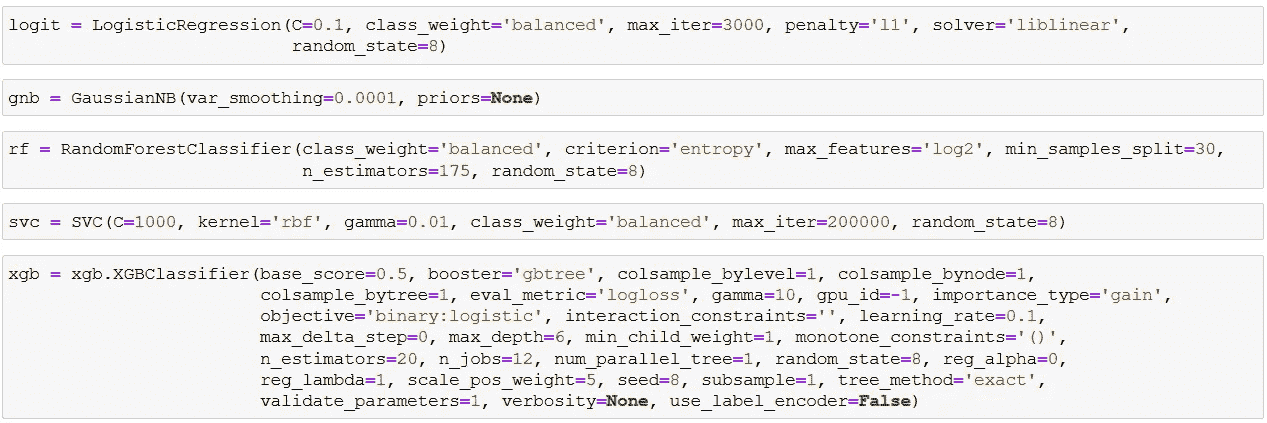 logit = LogisticRegression(C=0.1, class_weight='balanced', max_iter=3000, penalty='l1', solver='liblinear',
random_state=8)
gnb = GaussianNB(var_smoothing=0.0001, priors=None)
rf = RandomForestClassifier(class_weight='balanced', criterion='entropy', max_features='log2', min_samples_split=30,
n_estimators=175, random_state=8)
svc = SVC(C=1000, kernel='rbf', gamma=0.01, class_weight='balanced', max_iter=200000, random_state=8)
xgb = xgb.XGBClassifier(base_score=0.5, booster='gbtree', colsample_bylevel=1, colsample_bynode=1,
colsample_bytree=1, eval_metric='logloss', gamma=10, gpu_id=-1, importance_type='gain',
objective='binary:logistic', interaction_constraints='', learning_rate=0.1,
max_delta_step=0, max_depth=6, min_child_weight=1, monotone_constraints='()',
n_estimators=20, n_jobs=12, num_parallel_tree=1, random_state=8, reg_alpha=0,
reg_lambda=1, scale_pos_weight=5, seed=8, subsample=1, tree_method='exact',
validate_parameters=1, verbosity=None, use_label_encoder=False)